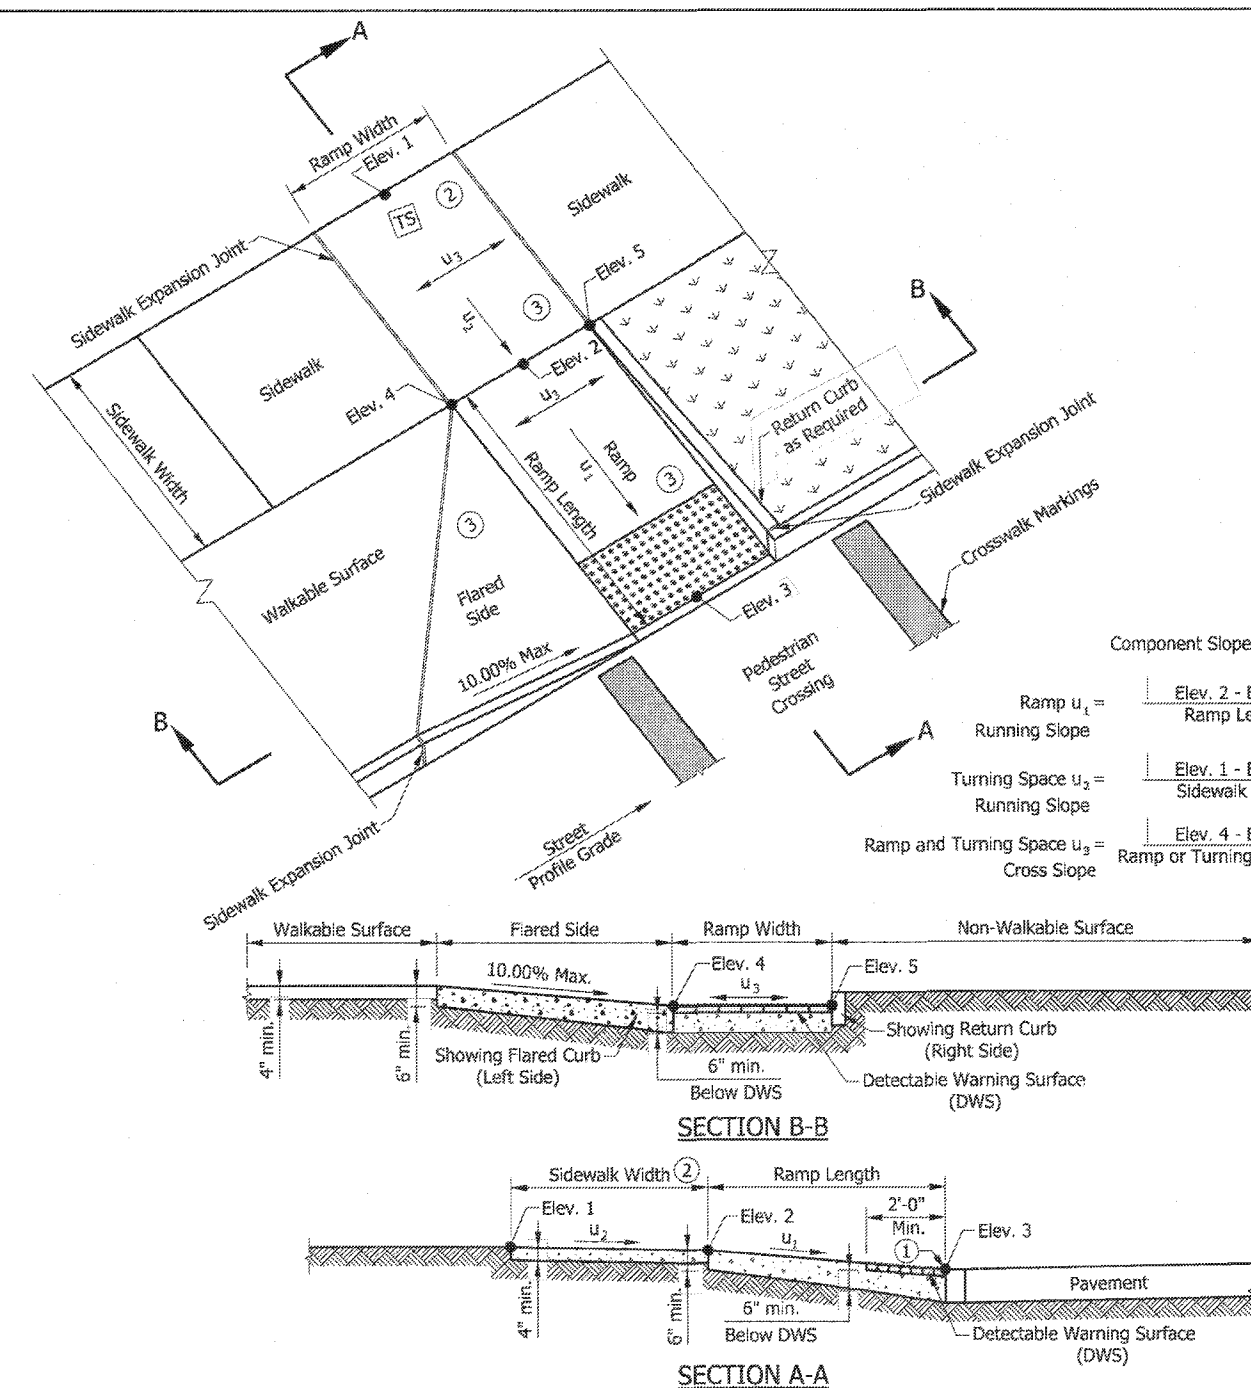 A
Ramp Width
Elev. 1
TS
2
Sidewalk
u3
Elev. 5
Sidewalk Expansion Joint
B
3
u2
Elev. 2
Sidewalk
Elev. 4
u3
Return Curb
as Required
Sidewalk Width
Ramp
u1
Ramp Length
3
Sidewalk Expansion Joint
Crosswalk Markings
3
Walkable Surface
Flared
Side
Elev. 3
10.00% Max
Pedestrian
Street
Crossing
B
A
Component Slope
Ramp u1 =
Running Slope
Elev. 2 - E
Ramp Le
Turning Space u2 =
Running Slope
Elev. 1 - E
Sidewalk
Ramp and Turning Space u3 =
Cross Slope
Elev. 4 - E
Ramp or Turning
Street
Profile Grade
Sidewalk Expansion Joint
Walkable Surface
Flared Side
Ramp Width
Non-Walkable Surface
10.00% Max.
Elev. 4
u3
Elev. 5
4" min.
6" min.
Showing Flared Curb
(Left Side)
6" min.
Below DWS
Showing Return Curb
(Right Side)
Detectable Warning Surface
(DWS)
SECTION B-B
Sidewalk Width 2
Ramp Length
2'-0"
Min.
Elev. 1
u2
Elev. 2
u1
1
Elev. 3
4" min.
6" min.
6" min.
Below DWS
Pavement
Detectable Warning Surface
(DWS)
SECTION A-A